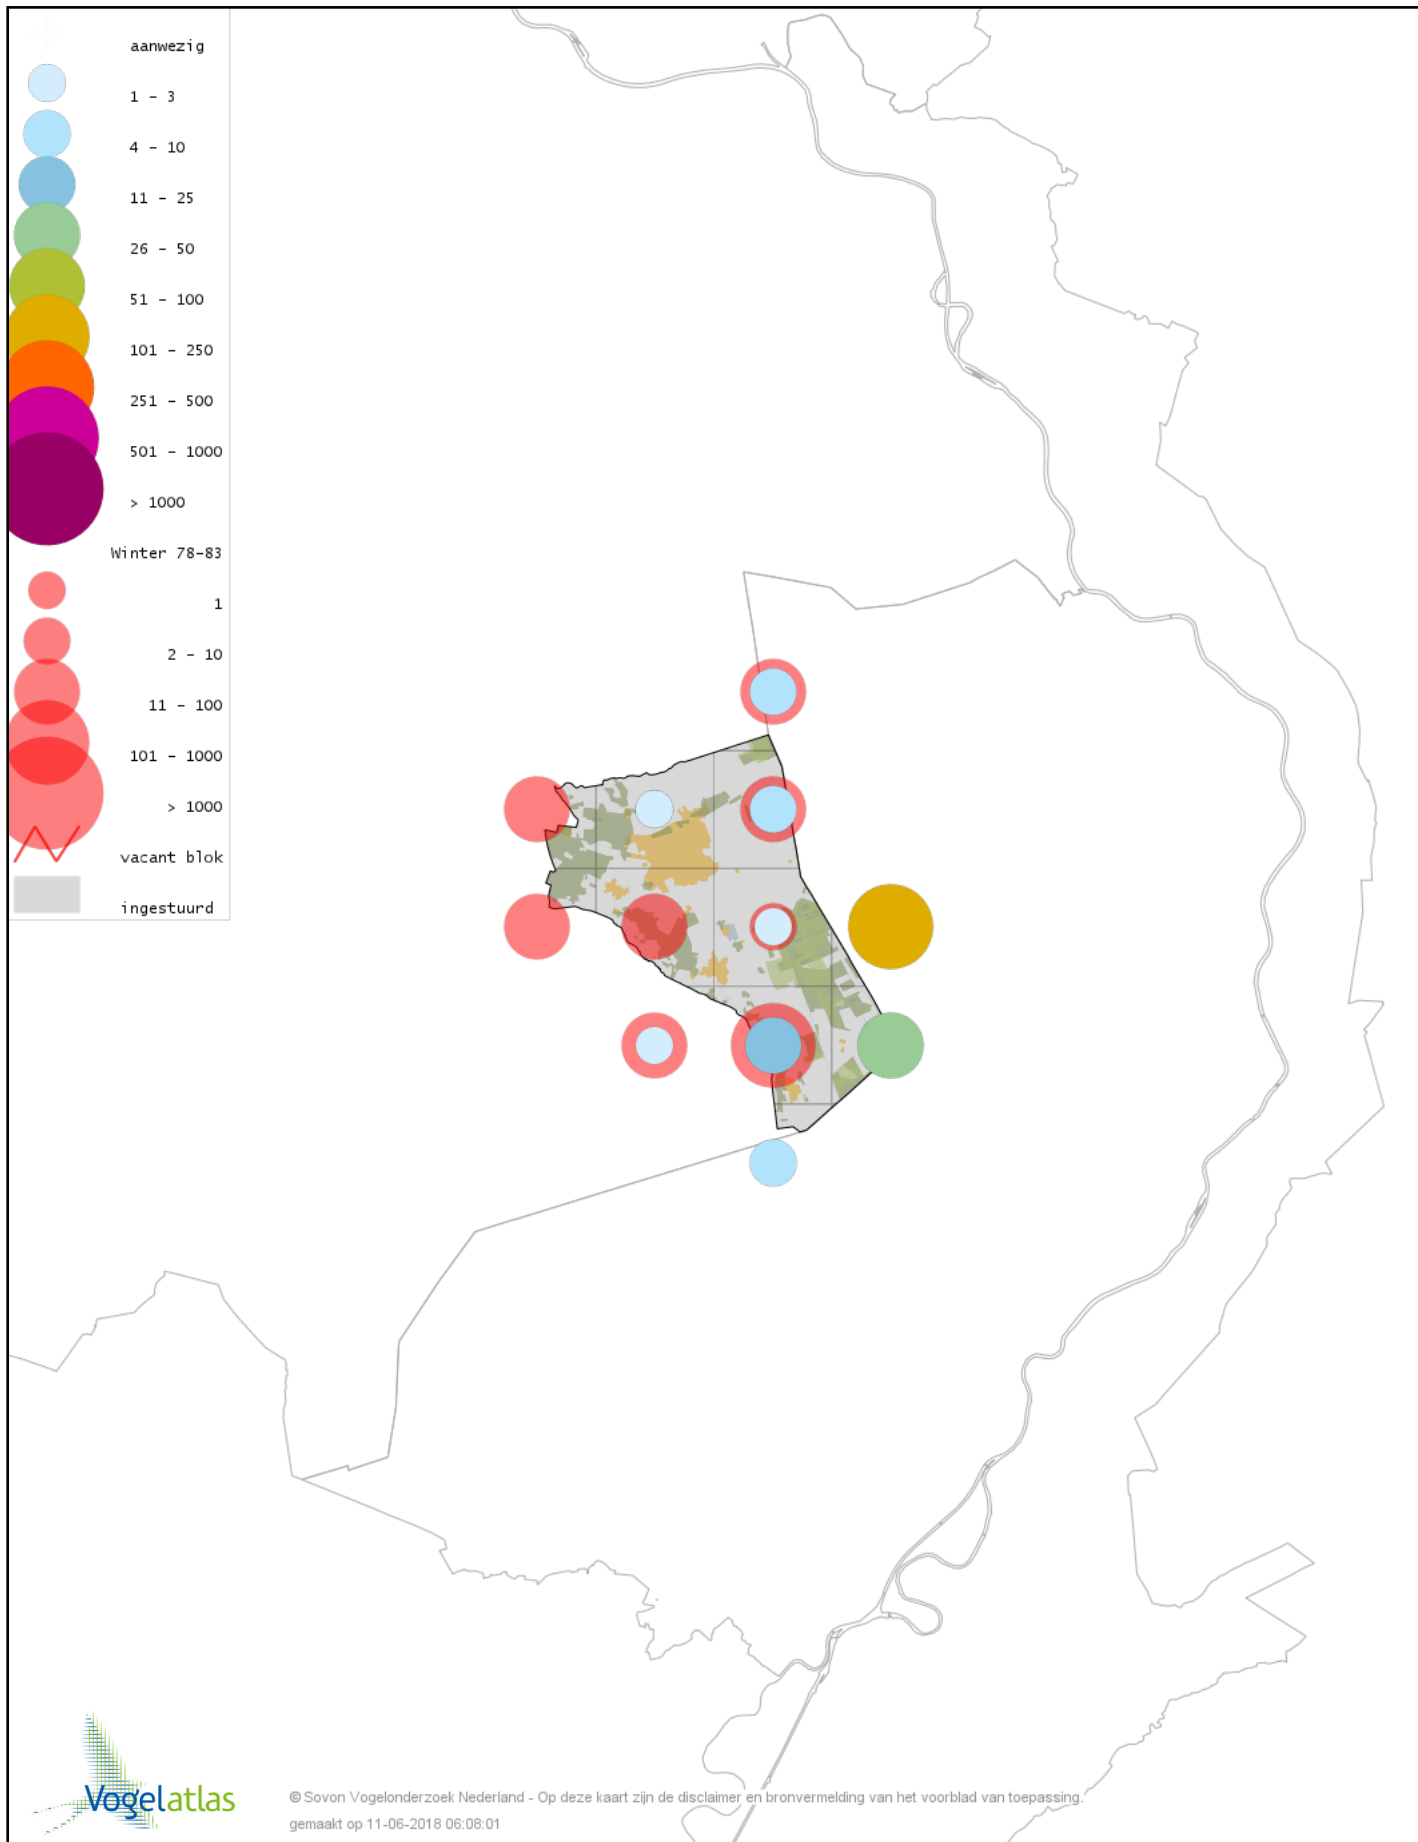 aanwezig
1 - 3
4 - 10
11 - 25
26 - 50
51 - 100
101 - 250
251 - 500
501 - 1000
> 1000
Winter 78-83
1
2 - 10
11 - 100
101 - 1000
> 1000
vacant blok
ingestuurd
Vogelatlas
© Sovon Vogelonderzoek Nederland - Op deze kaart zijn de disclaimer en bronvermelding van het voorblad van toepassing.
gemaakt op 11-06-2018 06:08:01